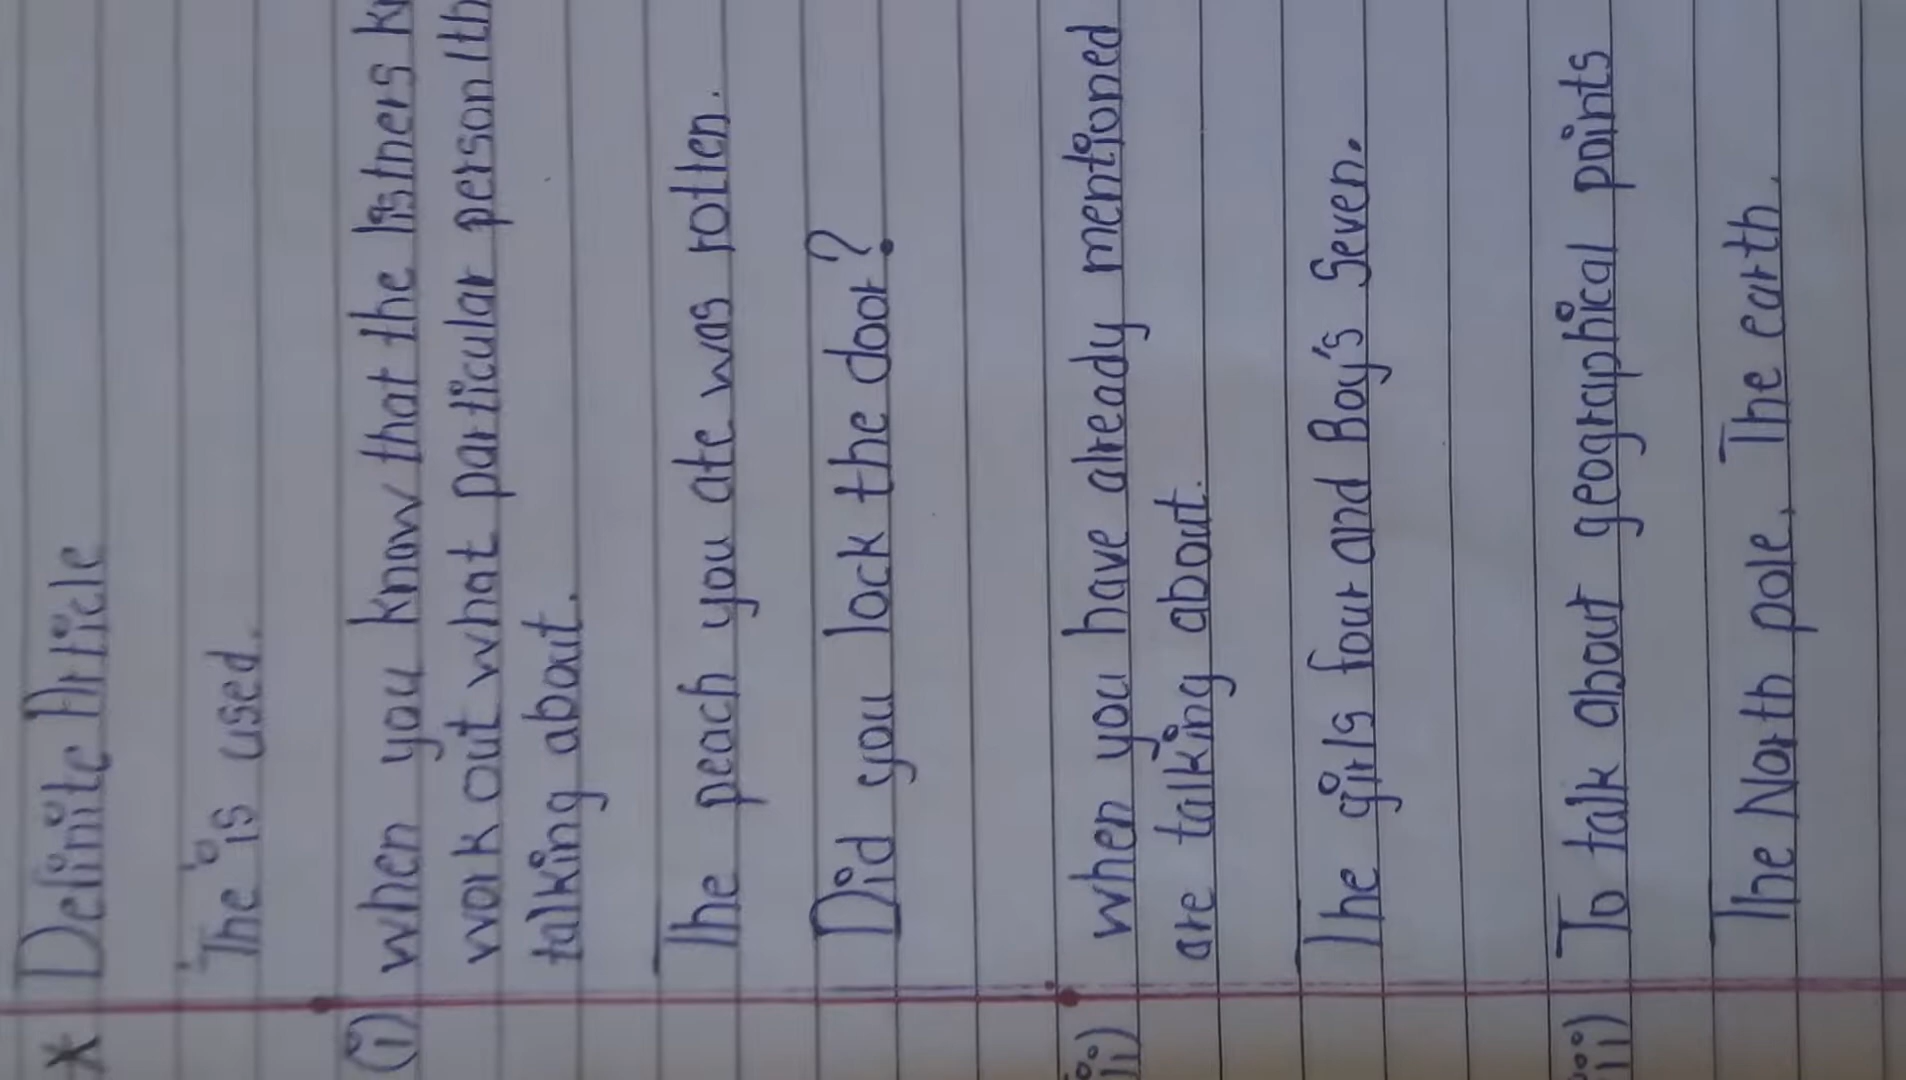 * Definite Article
'The' is used.
(i) when you know that the listners
work out what particular person/th
talking about.
The peach you ate was rotten.
Did you lock the door?
ii) when you have already mentioned
are talking about.
The girls four and Boy's Seven.
iii) To talk about geographical points
The North pole, The earth.